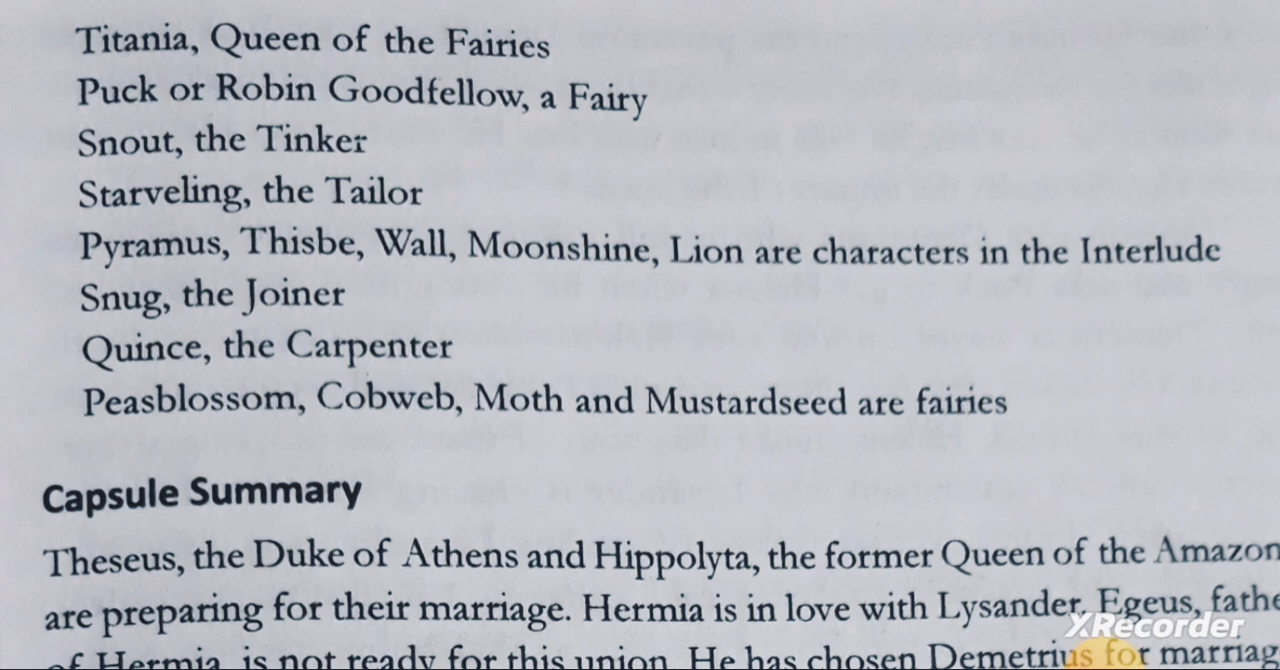 Titania, Queen of the Fairies
Puck or Robin Goodfellow, a Fairy
Snout, the Tinker
Starveling, the Tailor
Pyramus, Thisbe, Wall, Moonshine, Lion are characters in the Interlude
Snug, the Joiner
Quince, the Carpenter
Peasblossom, Cobweb, Moth and Mustardseed are fairies
Capsule Summary
Theseus, the Duke of Athens and Hippolyta, the former Queen of the Amazon
are preparing for their marriage. Hermia is in love with Lysander. Egeus, fathe
XRecorder
of Hermia, is not ready for this union. He has chosen Demetrius for marriag